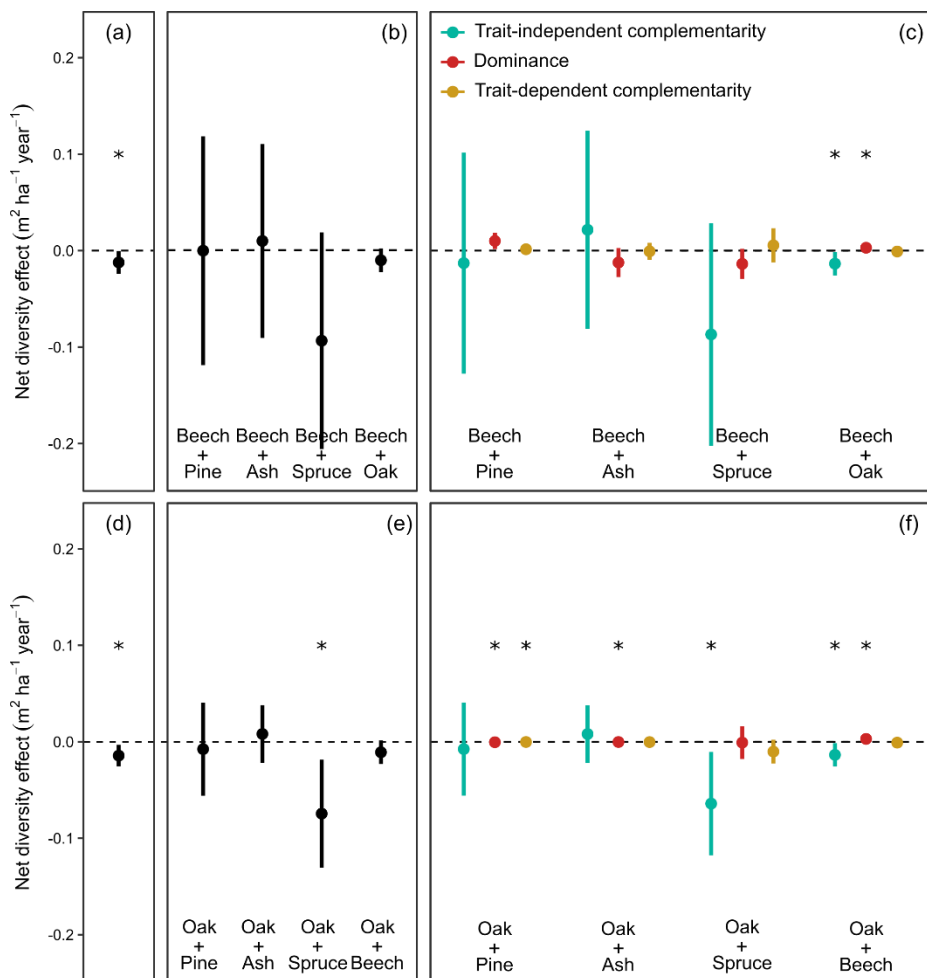 (a)
(b)
(c)
Trait-independent complementarity
Dominance
Trait-dependent complementarity
Net diversity effect (m² ha⁻¹ year⁻¹)
0.2
0.1
0.0
-0.1
-0.2
*
* *
Beech Beech Beech Beech
+ + + +
Pine Ash Spruce Oak
Beech Beech Beech Beech
+ + + +
Pine Ash Spruce Oak
(d)
(e)
(f)
Net diversity effect (m² ha⁻¹ year⁻¹)
0.2
0.1
0.0
-0.1
-0.2
*
*
* * * * * *
Oak Oak Oak Oak
+ + + +
Pine Ash Spruce Beech
Oak Oak Oak Oak
+ + + +
Pine Ash Spruce Beech